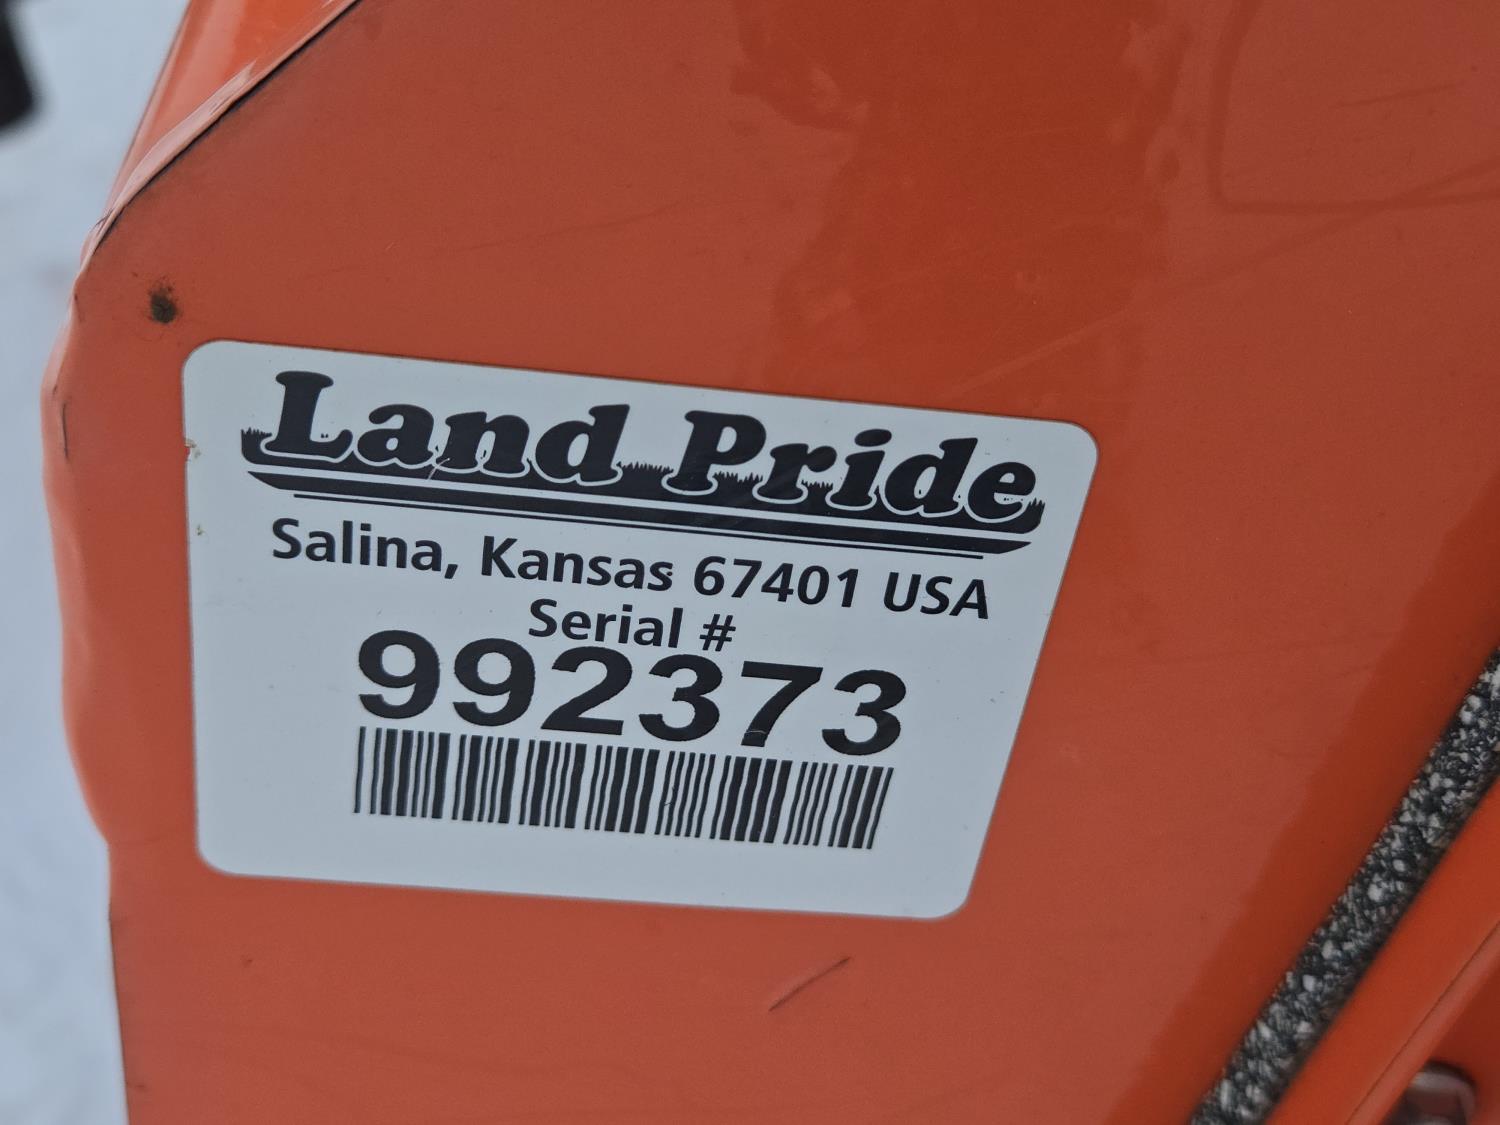 Land Pride
Salina, Kansas 67401 USA
Serial #
992373